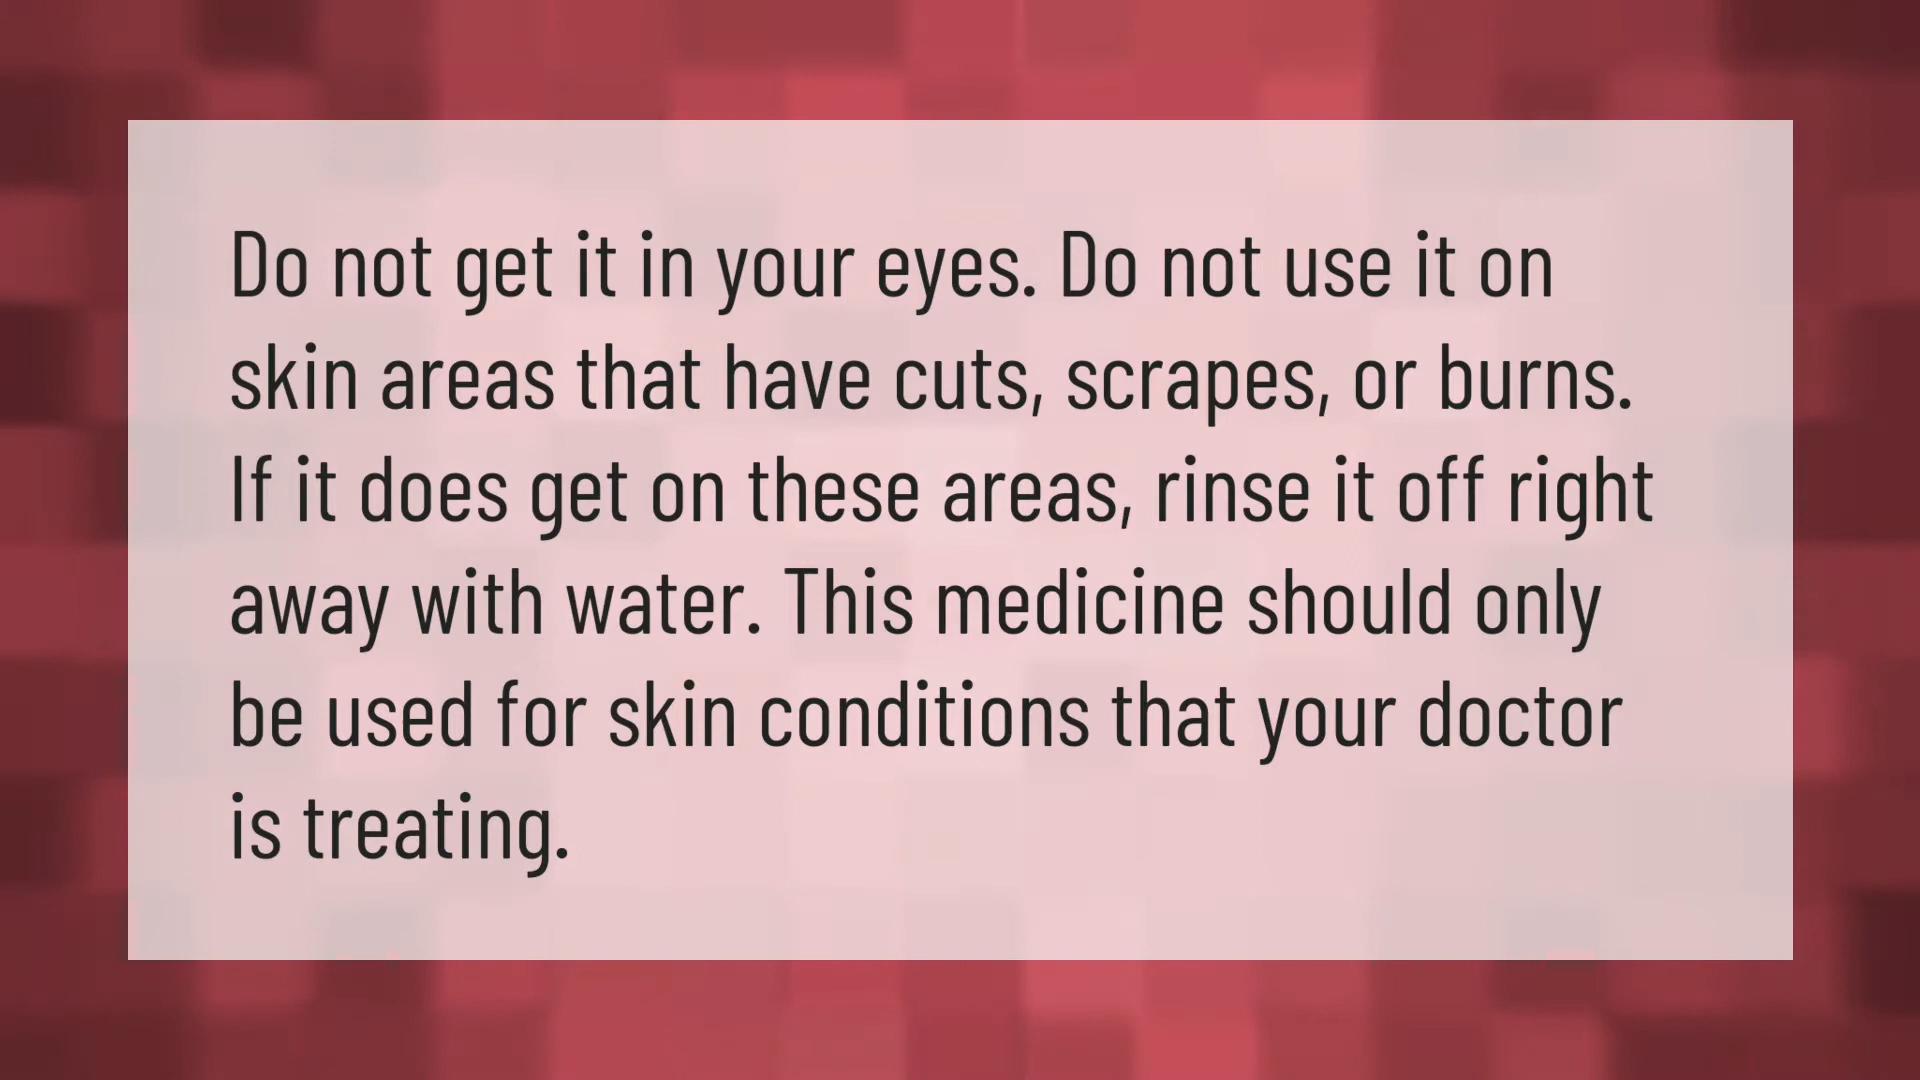 Do not get it in your eyes. Do not use it on
skin areas that have cuts, scrapes, or burns.
If it does get on these areas, rinse it off right
away with water. This medicine should only
be used for skin conditions that your doctor
is treating.